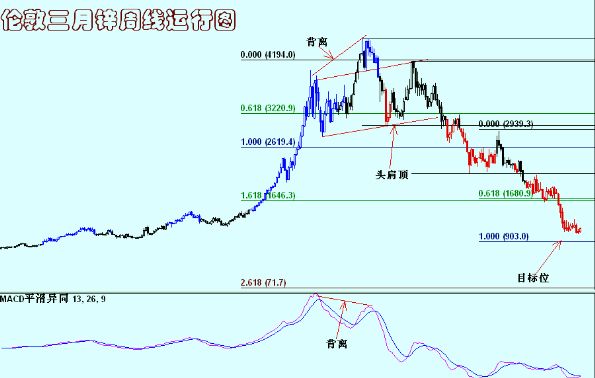 伦敦三月锌周线运行图
背离
0.000 (4194.0)
0.618 (3220.9)
0.000 (2939.3)
1.000 (2619.4)
头肩顶
1.618 (1646.3)
0.618 (1680.9)
1.000 (903.0)
目标位
2.618 (71.7)
MACD平滑异同 13, 26, 9
背离